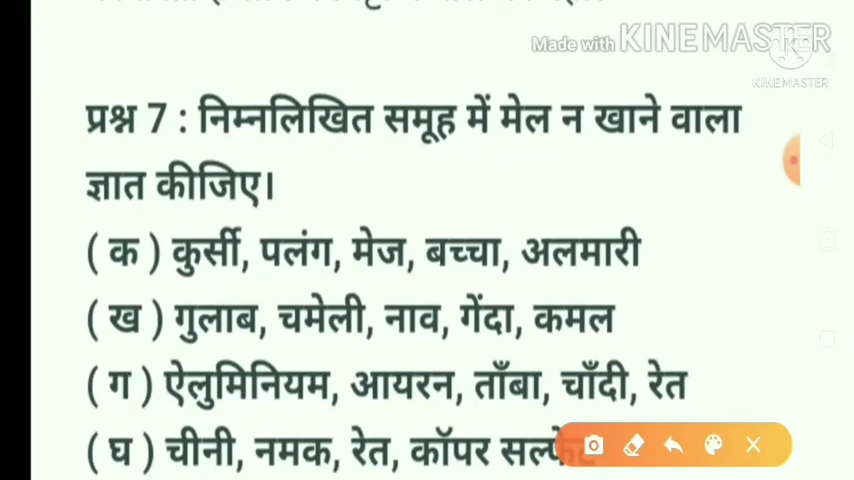 Made with KINEMASTER
KINEMASTER
प्रश्न 7 : निम्नलिखित समूह में मेल न खाने वाला
ज्ञात कीजिए।
( क ) कुर्सी, पलंग, मेज, बच्चा, अलमारी
( ख ) गुलाब, चमेली, नाव, गेंदा, कमल
( ग ) ऐलुमिनियम, आयरन, ताँबा, चाँदी, रेत
( घ ) चीनी, नमक, रेत, कॉपर